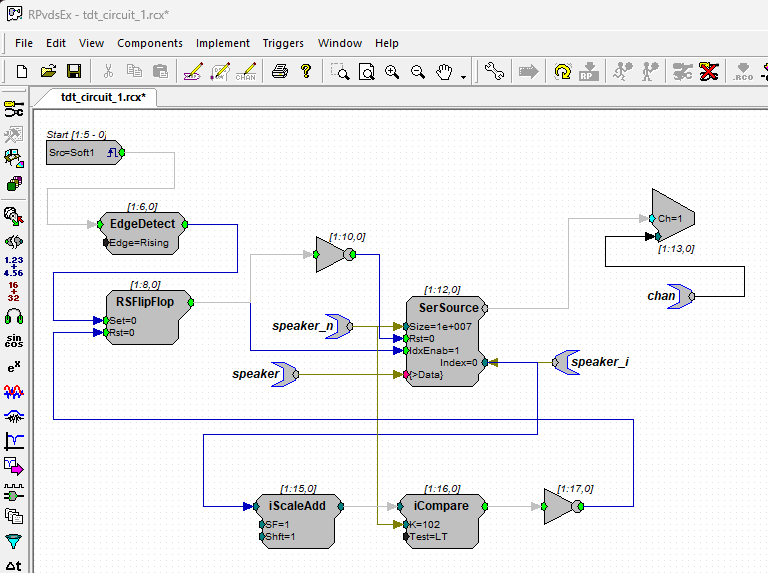 RPvdsEx - tdt_circuit_1.rcx*
File Edit View Components Implement Triggers Window Help
CHAN
RP
.RCO
tdt_circuit_1.rcx*
Start [1:5 - 0]
Src=Soft1
[1:6,0]
EdgeDetect
Edge=Rising
[1:8,0]
RSFlipFlop
Set=0
Rst=0
[1:10,0]
[1:12,0]
SerSource
Size=1e+007
Rst=0
IdxEnab=1
Index=0
{>Data}
speaker_n
speaker
speaker_i
Ch=1
[1:13,0]
chan
[1:15,0]
iScaleAdd
SF=1
Shft=1
[1:16,0]
iCompare
K=102
Test=LT
[1:17,0]
1.23
4.56
16
32
sin
cos
eˣ
Δt